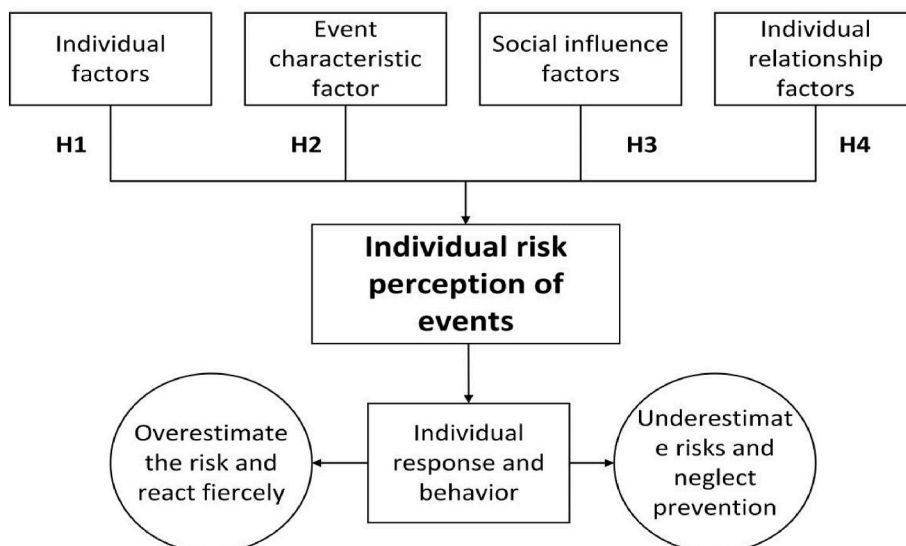 Individual
factors
Event
characteristic
factor
Social influence
factors
Individual
relationship
factors
H1
H2
H3
H4
Individual risk
perception of
events
Overestimate
the risk and
react fiercely
Individual
response and
behavior
Underestimat
e risks and
neglect
prevention